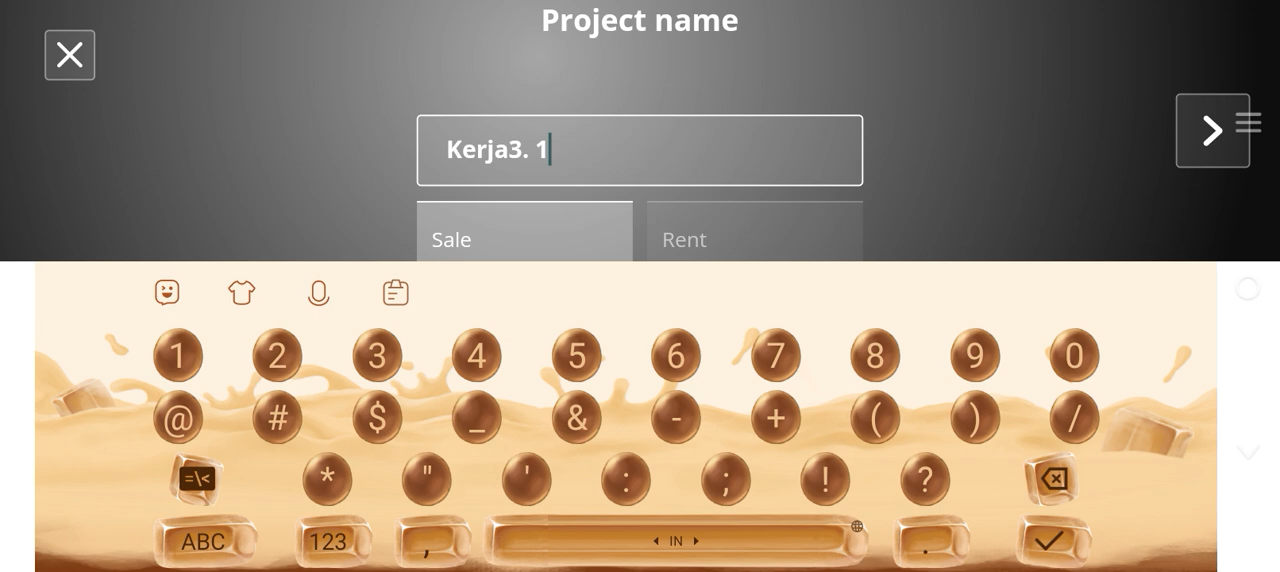 Project name
Kerja3. 1
Sale Rent
1 2 3 4 5 6 7 8 9 0
@ # $ _ & - + ( ) /
=\< * " ' : ; ! ?
ABC 123 , IN .